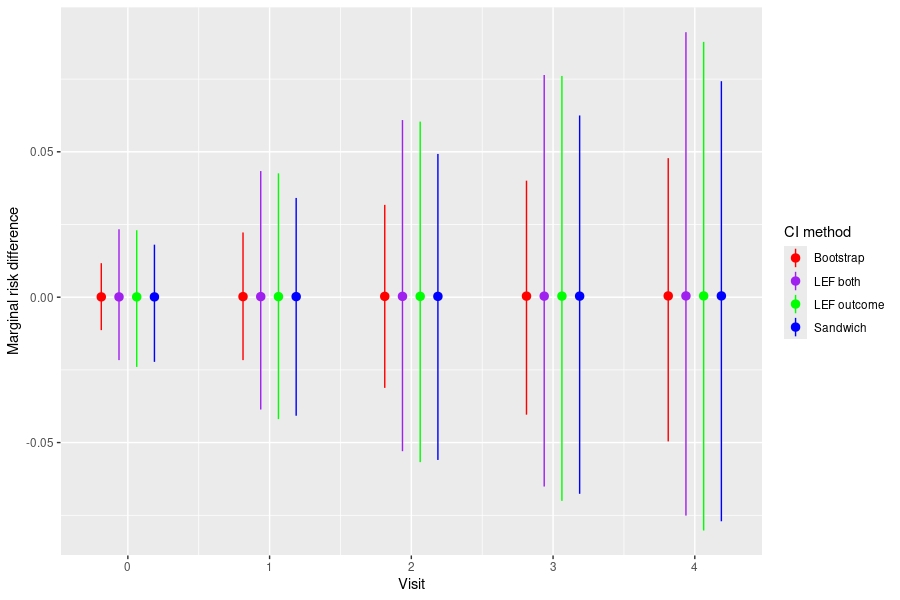 Marginal risk difference
0.05
0.00
-0.05
0
1
2
3
4
Visit
CI method
Bootstrap
LEF both
LEF outcome
Sandwich